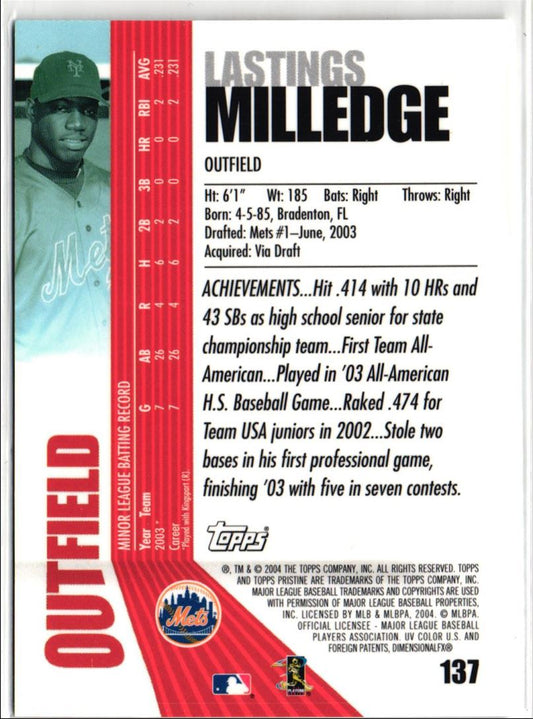 LASTINGS
MILLEDGE
OUTFIELD
Ht: 6'1" Wt: 185 Bats: Right Throws: Right
Born: 4-5-85, Bradenton, FL
Drafted: Mets #1–June, 2003
Acquired: Via Draft
ACHIEVEMENTS...Hit .414 with 10 HRs and
43 SBs as high school senior for state
championship team...First Team All-
American...Played in '03 All-American
H.S. Baseball Game...Raked .474 for
Team USA juniors in 2002...Stole two
bases in his first professional game,
finishing '03 with five in seven contests.
Topps®
®, TM & © 2004 THE TOPPS COMPANY, INC. ALL RIGHTS RESERVED. TOPPS
AND TOPPS PRISTINE ARE TRADEMARKS OF THE TOPPS COMPANY, INC.
MAJOR LEAGUE BASEBALL TRADEMARKS AND COPYRIGHTS ARE USED
WITH PERMISSION OF MAJOR LEAGUE BASEBALL PROPERTIES,
INC. LICENSED BY MLB & MLBPA, 2004. © MLBPA.
OFFICIAL LICENSEE - MAJOR LEAGUE BASEBALL
PLAYERS ASSOCIATION. UV COLOR U.S. AND
FOREIGN PATENTS, DIMENSIONALFX®
137
OUTFIELD
MINOR LEAGUE BATTING RECORD
Year Team G AB R H 2B 3B HR RBI AVG
2003 * 7 26 4 6 2 0 0 2 .231
Career 7 26 4 6 2 0 0 2 .231
*Played with Kingsport (R).
NY
Mets
Mets